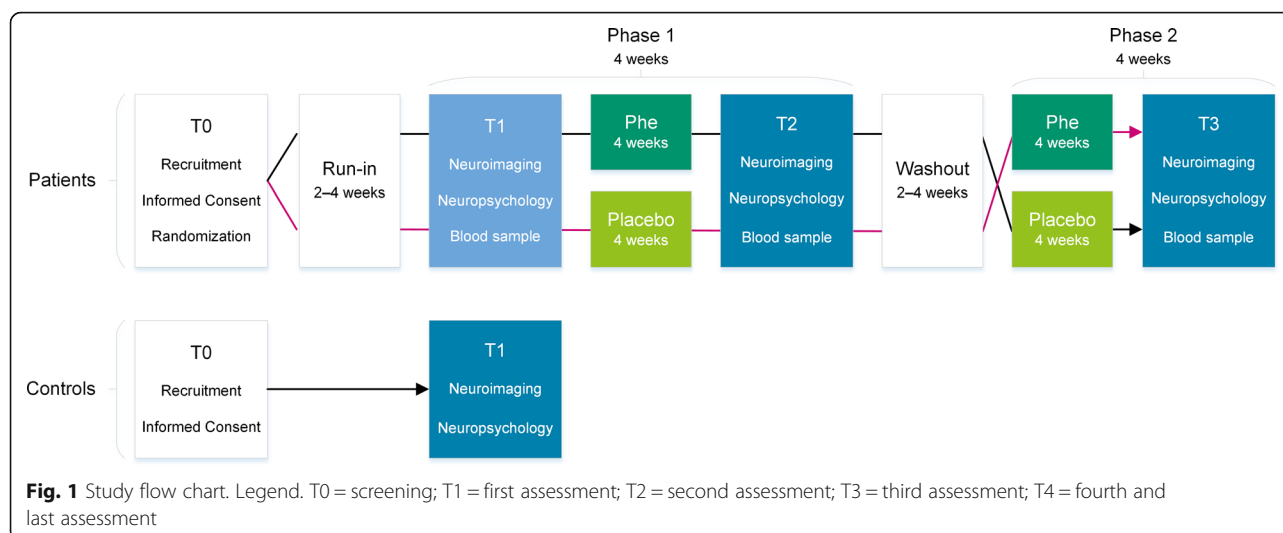 Phase 1
4 weeks
Phase 2
4 weeks
Patients
T0
Recruitment
Informed Consent
Randomization
Run-in
2–4 weeks
T1
Neuroimaging
Neuropsychology
Blood sample
Phe
4 weeks
Placebo
4 weeks
T2
Neuroimaging
Neuropsychology
Blood sample
Washout
2–4 weeks
Phe
4 weeks
Placebo
4 weeks
T3
Neuroimaging
Neuropsychology
Blood sample
Controls
T0
Recruitment
Informed Consent
T1
Neuroimaging
Neuropsychology
Fig. 1 Study flow chart. Legend. T0 = screening; T1 = first assessment; T2 = second assessment; T3 = third assessment; T4 = fourth and
last assessment